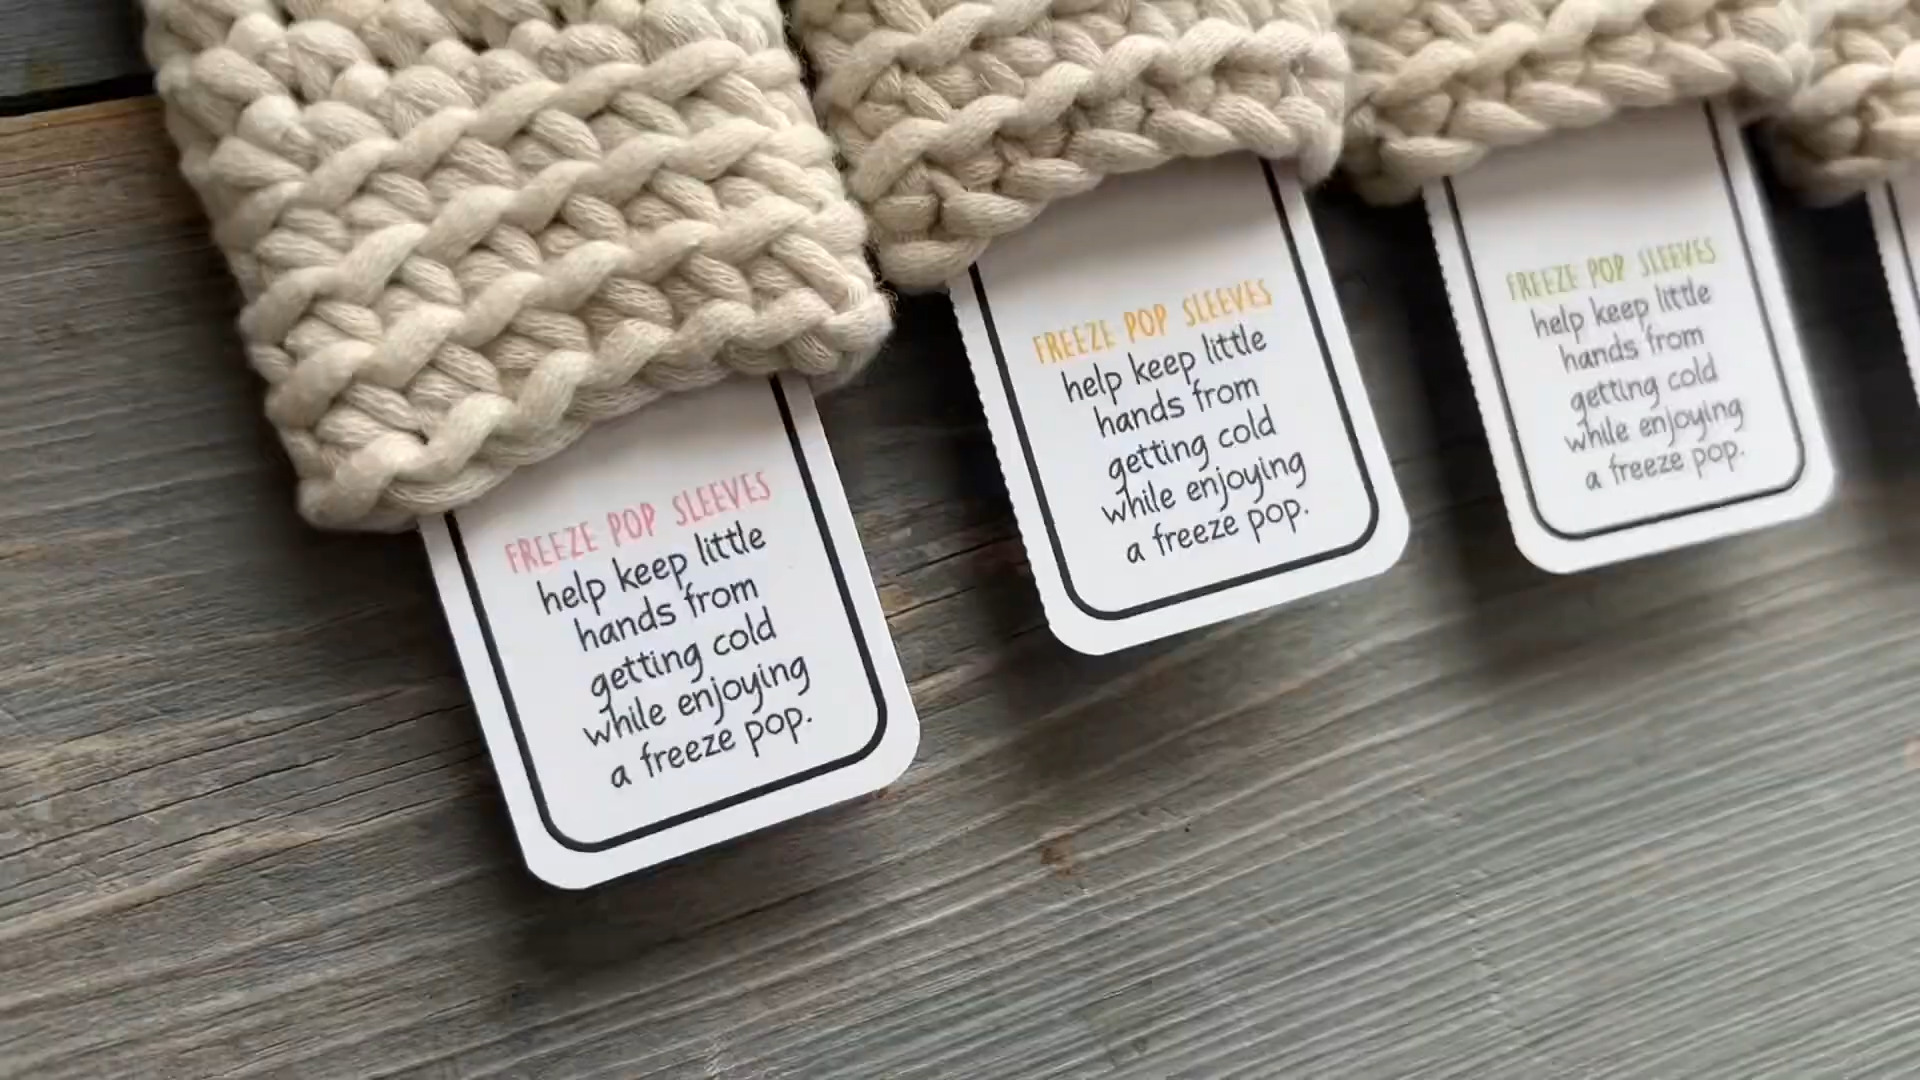 FREEZE POP SLEEVES
help keep little
hands from
getting cold
while enjoying
a freeze pop.
FREEZE POP SLEEVES
help keep little
hands from
getting cold
while enjoying
a freeze pop.
FREEZE POP SLEEVES
help keep little
hands from
getting cold
while enjoying
a freeze pop.